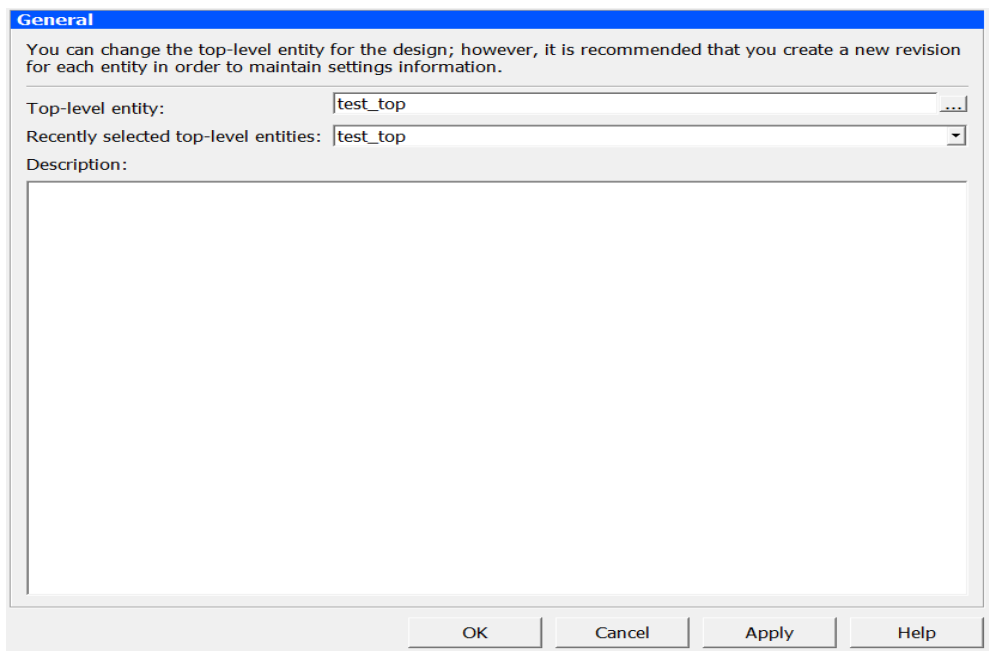 General
You can change the top-level entity for the design; however, it is recommended that you create a new revision
for each entity in order to maintain settings information.
Top-level entity: test_top ...
Recently selected top-level entities: test_top
Description:
OK Cancel Apply Help